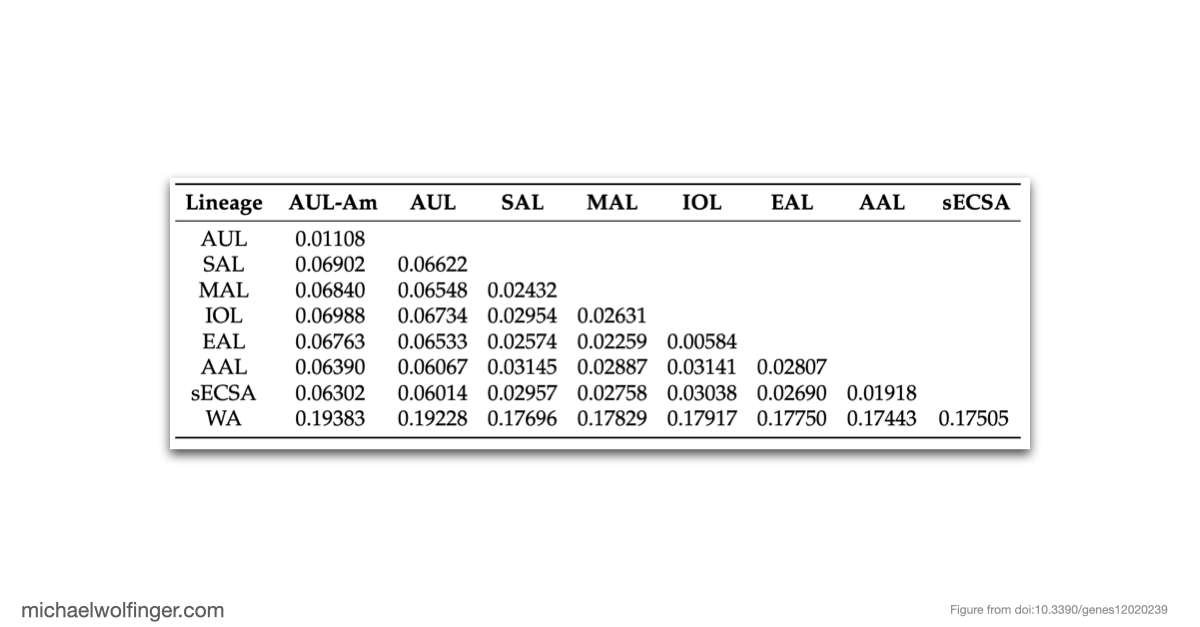 Lineage AUL-Am AUL SAL MAL IOL EAL AAL sECSA
AUL 0.01108
SAL 0.06902 0.06622
MAL 0.06840 0.06548 0.02432
IOL 0.06988 0.06734 0.02954 0.02631
EAL 0.06763 0.06533 0.02574 0.02259 0.00584
AAL 0.06390 0.06067 0.03145 0.02887 0.03141 0.02807
sECSA 0.06302 0.06014 0.02957 0.02758 0.03038 0.02690 0.01918
WA 0.19383 0.19228 0.17696 0.17829 0.17917 0.17750 0.17443 0.17505
michaelwolfinger.com
Figure from doi:10.3390/genes12020239